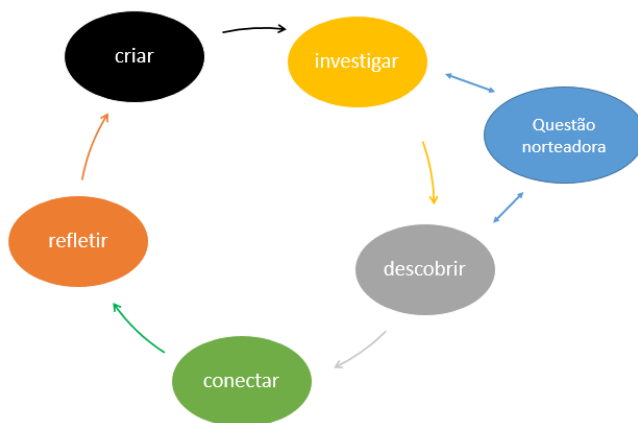 criar
investigar
Questão
norteadora
descobrir
conectar
refletir